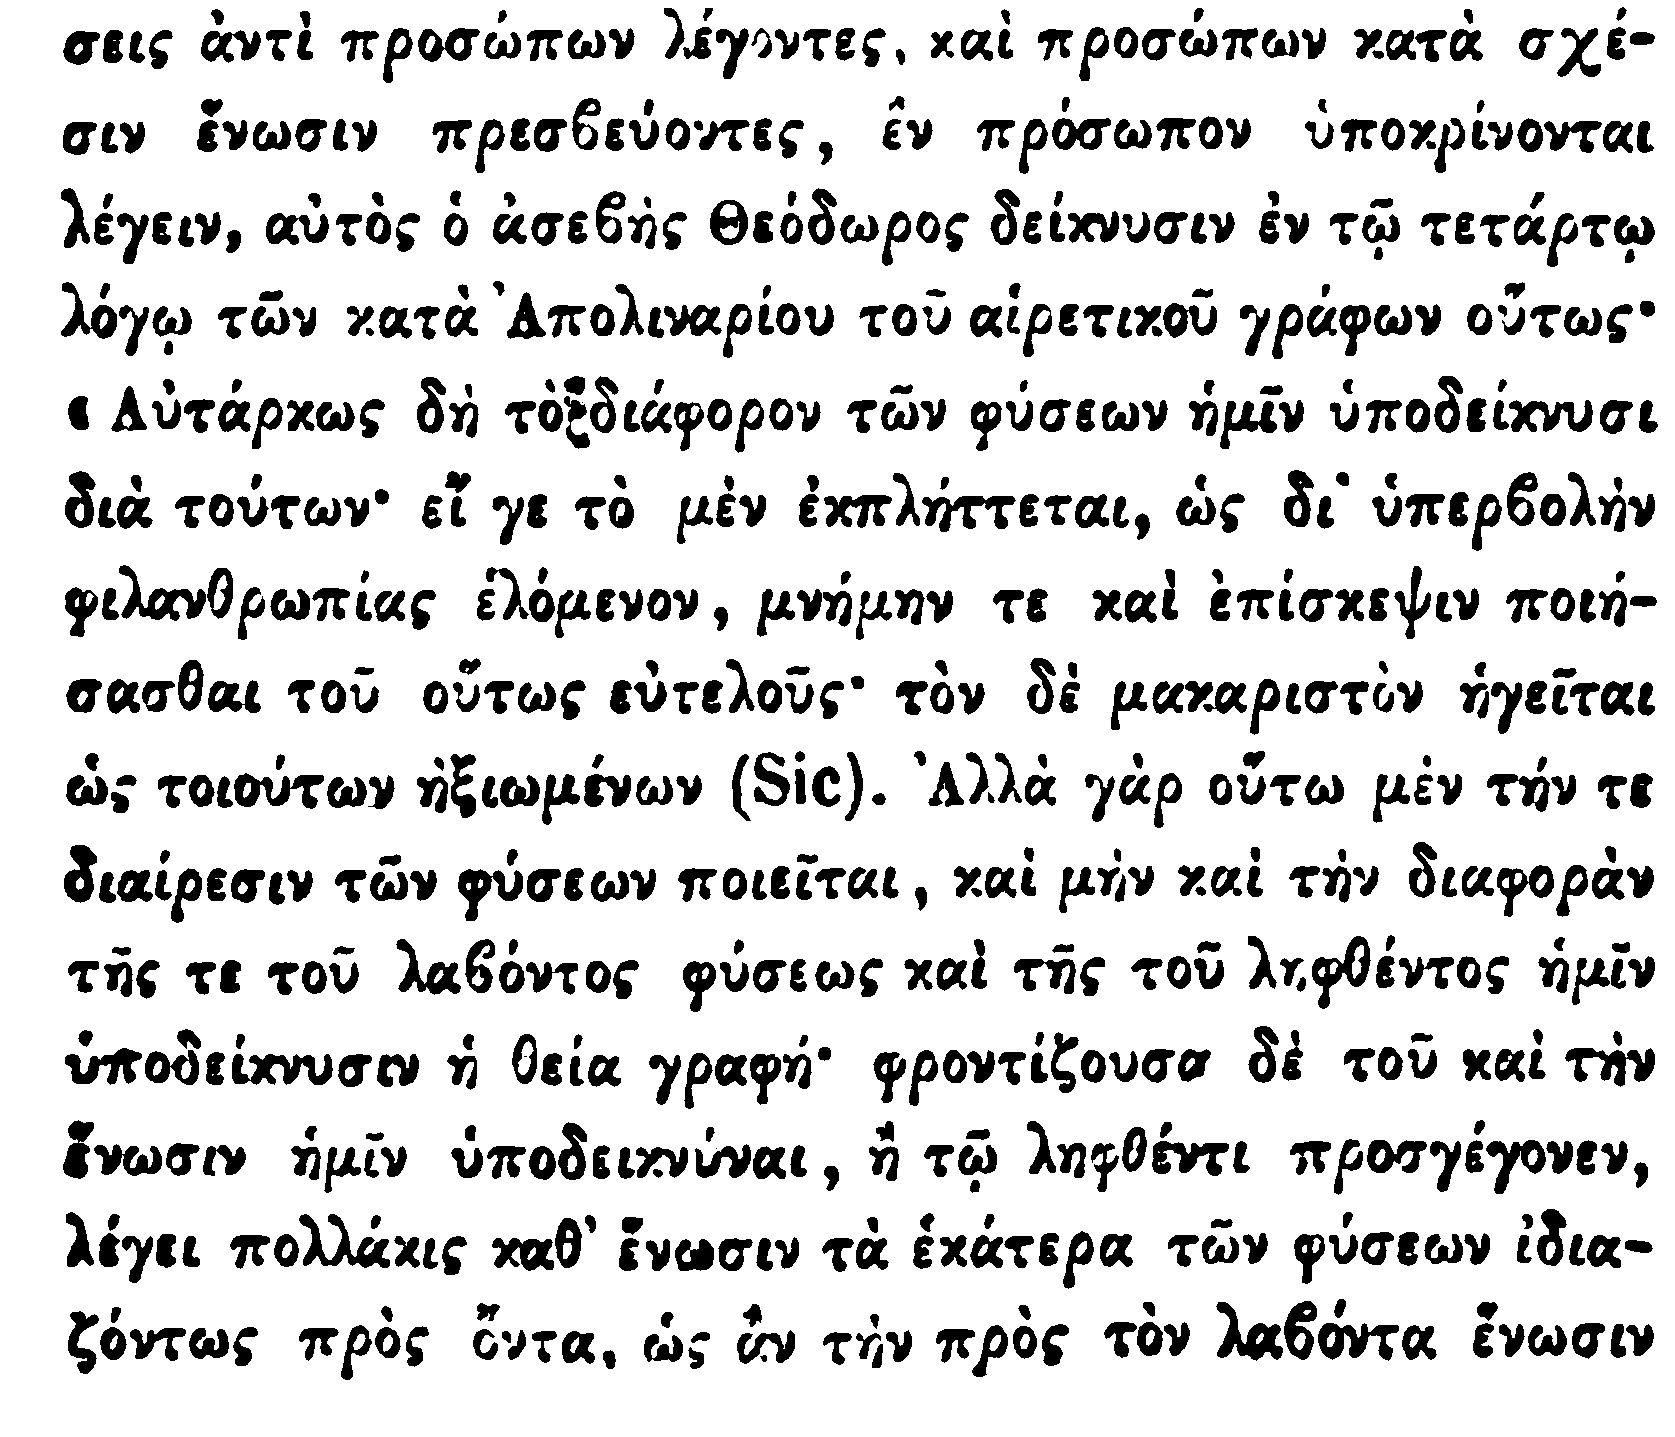 σεις ἀντὶ προσώπων λέγοντες, καὶ προσώπων κατὰ σχέ-
σιν ἕνωσιν πρεσβεύοντες, ἓν πρόσωπον ὑποκρίνονται
λέγειν, αὐτὸς ὁ ἀσεβὴς Θεόδωρος δείκνυσιν ἐν τῷ τετάρτῳ
λόγῳ τῶν κατὰ Ἀπολιναρίου τοῦ αἱρετικοῦ γράφων οὕτως·
« Αὐτάρκως δὴ τὸ διάφορον τῶν φύσεων ἡμῖν ὑποδείκνυσι
διὰ τούτων· εἴ γε τὸ μὲν ἐκπλήττεται, ὡς δι' ὑπερβολὴν
φιλανθρωπίας ἑλόμενον, μνήμην τε καὶ ἐπίσκεψιν ποιή-
σασθαι τοῦ οὕτως εὐτελοῦς· τὸν δὲ μακαριστὸν ἡγεῖται
ὡς τοιούτων ἠξιωμένων (Sic). Ἀλλὰ γὰρ οὕτω μὲν τήν τε
διαίρεσιν τῶν φύσεων ποιεῖται, καὶ μὴν καὶ τὴν διαφορὰν
τῆς τε τοῦ λαβόντος φύσεως καὶ τῆς τοῦ ληφθέντος ἡμῖν
ὑποδείκνυσιν ἡ θεία γραφή· φροντίζουσα δὲ τοῦ καὶ τὴν
ἕνωσιν ἡμῖν ὑποδεικνύναι, ἣ τῷ ληφθέντι προσγέγονεν,
λέγει πολλάκις καθ' ἕνωσιν τὰ ἑκάτερα τῶν φύσεων ἰδια-
ζόντως πρὸς ὄντα, ὡς ἂν τὴν πρὸς τὸν λαβόντα ἕνωσιν